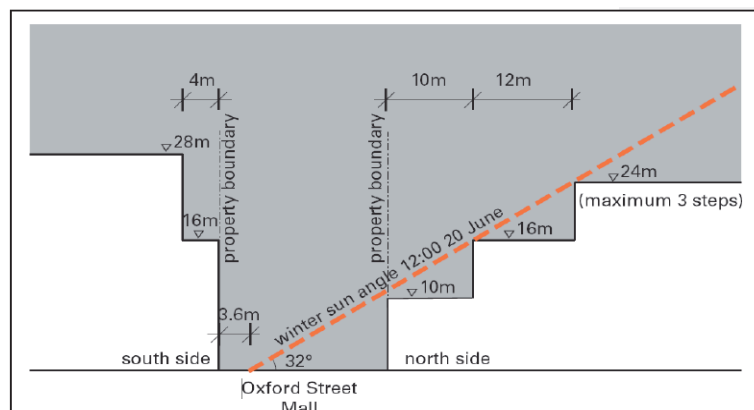 4m
10m
12m
28m
property boundary
property boundary
24m
(maximum 3 steps)
16m
winter sun angle 12:00 20 June
16m
10m
3.6m
south side
32°
north side
Oxford Street
Mall